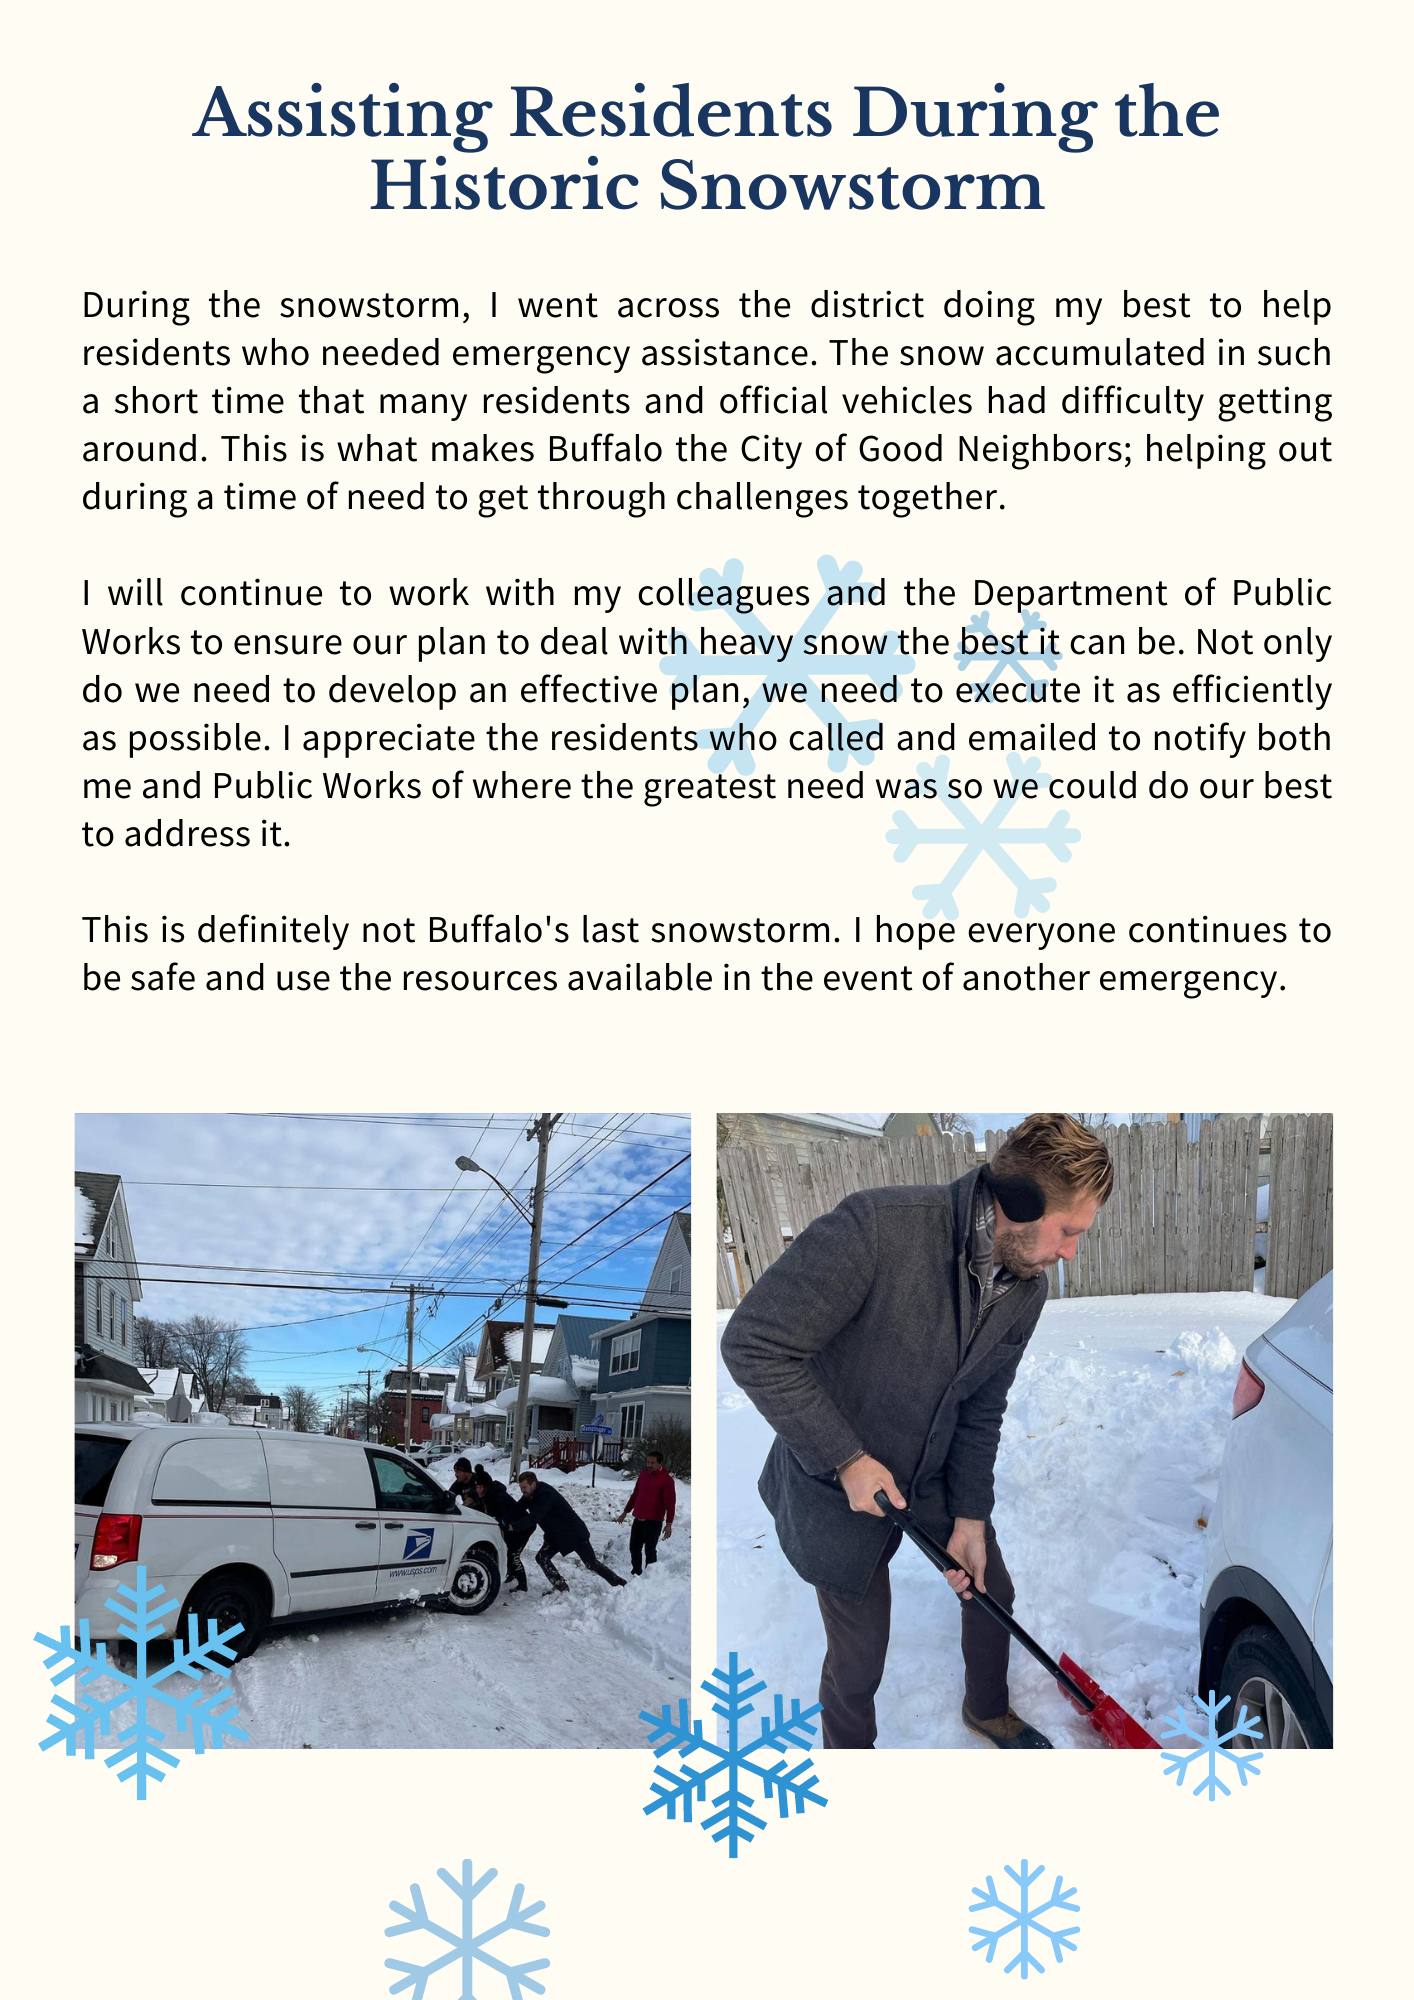 Assisting Residents During the
Historic Snowstorm
During the snowstorm, I went across the district doing my best to help
residents who needed emergency assistance. The snow accumulated in such
a short time that many residents and official vehicles had difficulty getting
around. This is what makes Buffalo the City of Good Neighbors; helping out
during a time of need to get through challenges together.
I will continue to work with my colleagues and the Department of Public
Works to ensure our plan to deal with heavy snow the best it can be. Not only
do we need to develop an effective plan, we need to execute it as efficiently
as possible. I appreciate the residents who called and emailed to notify both
me and Public Works of where the greatest need was so we could do our best
to address it.
This is definitely not Buffalo's last snowstorm. I hope everyone continues to
be safe and use the resources available in the event of another emergency.
www.usps.com